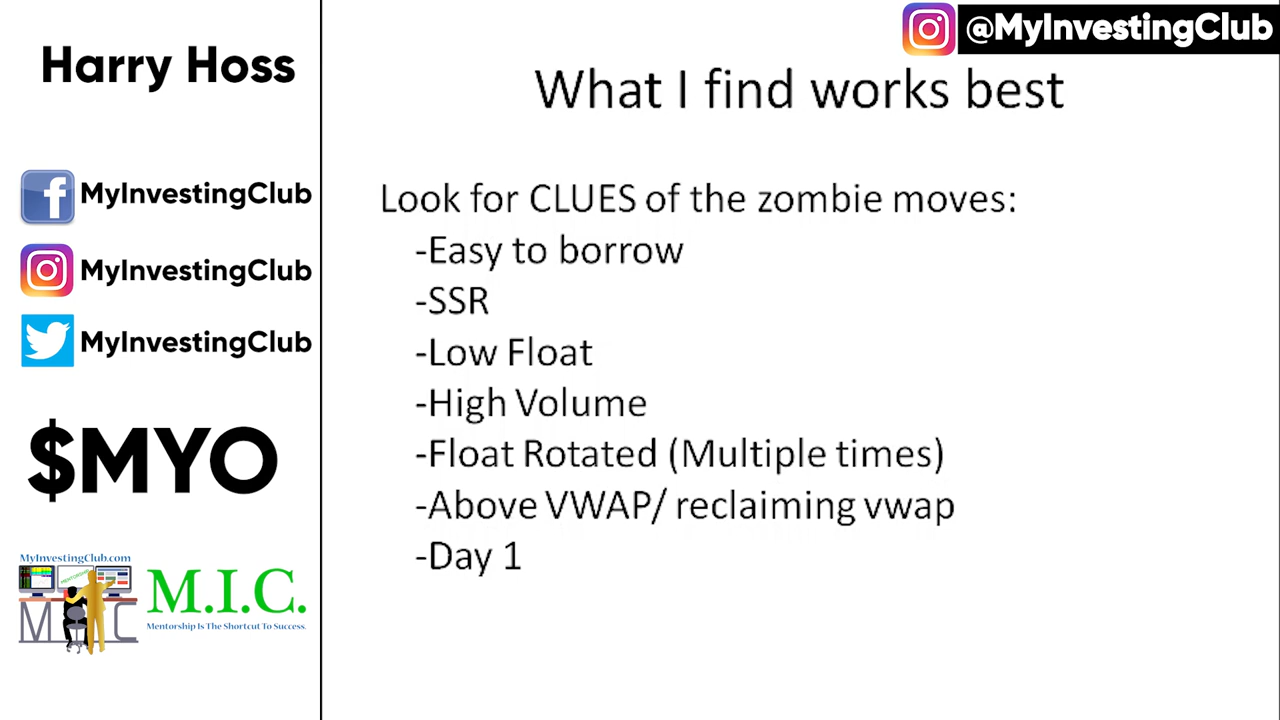 Harry Hoss
MyInvestingClub
MyInvestingClub
MyInvestingClub
$MYO
MyInvestingClub.com
MIC
M.I.C.
Mentorship Is The Shortcut To Success.
@MyInvestingClub
What I find works best
Look for CLUES of the zombie moves:
-Easy to borrow
-SSR
-Low Float
-High Volume
-Float Rotated (Multiple times)
-Above VWAP/ reclaiming vwap
-Day 1